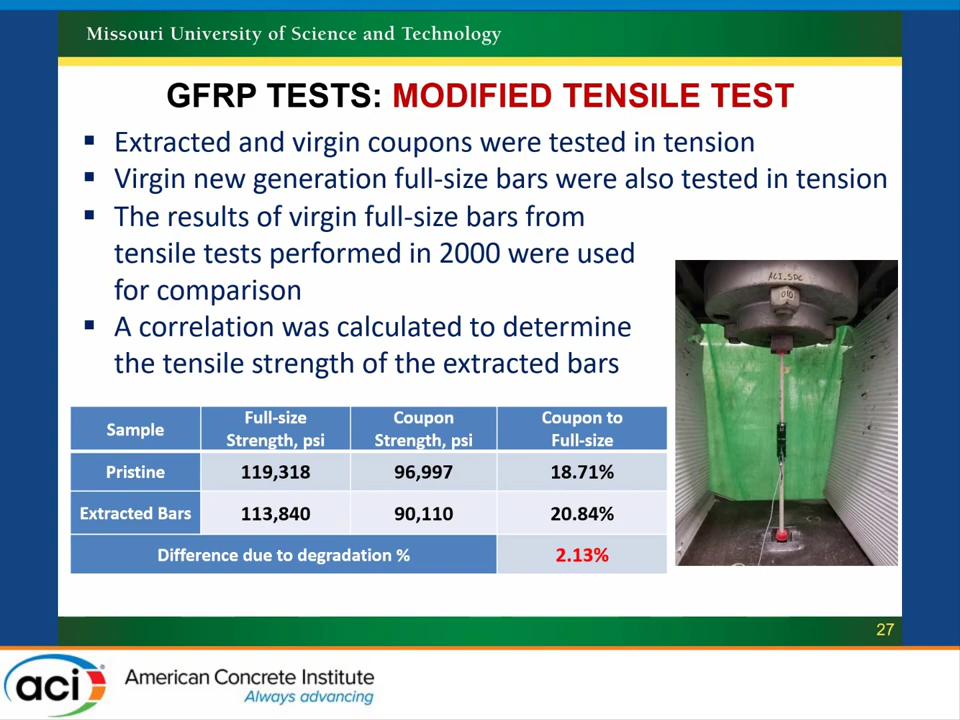 Missouri University of Science and Technology
GFRP TESTS: MODIFIED TENSILE TEST
▪ Extracted and virgin coupons were tested in tension
▪ Virgin new generation full-size bars were also tested in tension
▪ The results of virgin full-size bars from
tensile tests performed in 2000 were used
for comparison
▪ A correlation was calculated to determine
the tensile strength of the extracted bars
Sample
Full-size
Strength, psi
Coupon
Strength, psi
Coupon to
Full-size
Pristine 119,318 96,997 18.71%
Extracted Bars 113,840 90,110 20.84%
Difference due to degradation % 2.13%
ACI_SDC
010
27
aci
American Concrete Institute
Always advancing